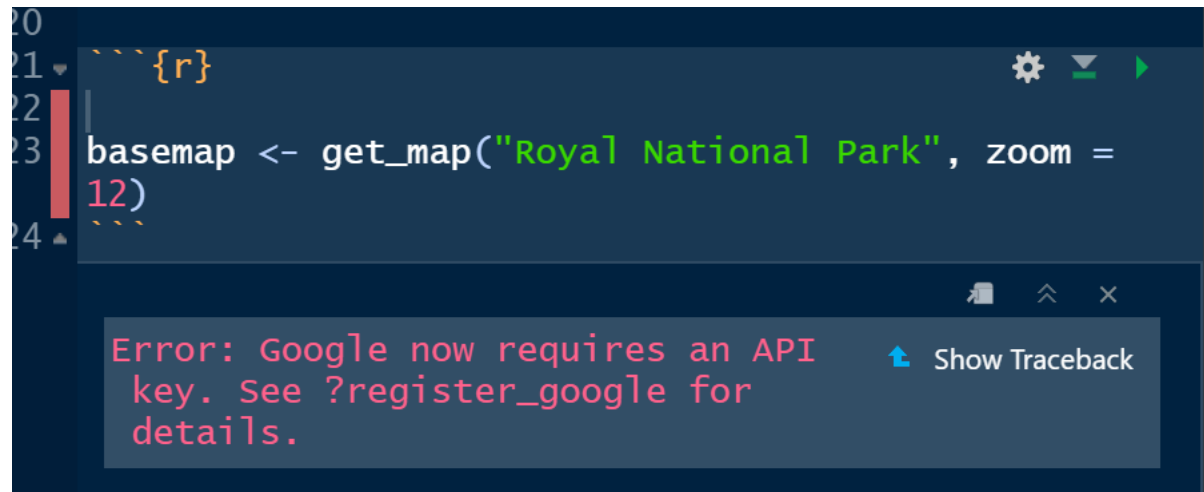 20
21 ```{r}
22
23 basemap <- get_map("Royal National Park", zoom =
12)
24 ```
Error: Google now requires an API
key. See ?register_google for
details.
Show Traceback